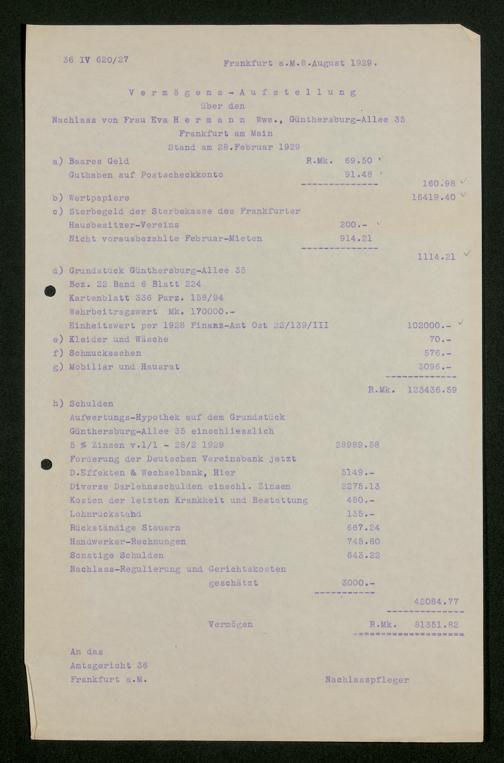 36 IV 620/27
Frankfurt a.M.8.August 1929.
Vermögens-Aufstellung
über den
Nachlass von Frau Eva Hermann Wwe., Günthersburg-Allee 35
Frankfurt am Main
Stand am 28.Februar 1929
a) Baares Geld R.Mk. 69.50
Guthaben auf Postscheckkonto 91.48
160.98
b) Wertpapiere 16419.40
c) Sterbegeld der Sterbekasse des Frankfurter
Hausbesitzer-Vereins 200.-
Nicht vorausbezahlte Februar-Mieten 914.21
1114.21
d) Grundstück Günthersburg-Allee 35
Bez. 22 Band 6 Blatt 224
Kartenblatt 336 Parz. 158/94
Wehrbeitragswert Mk. 170000.-
Einheitswert per 1928 Finanz-Amt Ost 22/139/III 102000.-
e) Kleider und Wäsche 70.-
f) Schmucksachen 576.-
g) Mobiliar und Hausrat 3096.-
R.Mk. 123436.59
h) Schulden
Aufwertungs-Hypothek auf dem Grundstück
Günthersburg-Allee 35 einschliesslich
5 % Zinsen v.1/1 - 28/2 1929 28989.58
Forderung der Deutschen Vereinsbank jetzt
D.Effekten & Wechselbank, Hier 3149.-
Diverse Darlehnsschulden einschl. Zinsen 2275.13
Kosten der letzten Krankheit und Bestattung 480.-
Lohnrückstand 135.-
Rückständige Steuern 667.24
Handwerker-Rechnungen 745.60
Sonstige Schulden 643.22
Nachlass-Regulierung und Gerichtskosten
geschätzt 3000.-
42084.77
Vermögen R.Mk. 81351.82
An das
Amtsgericht 36
Frankfurt a.M. Nachlasspfleger